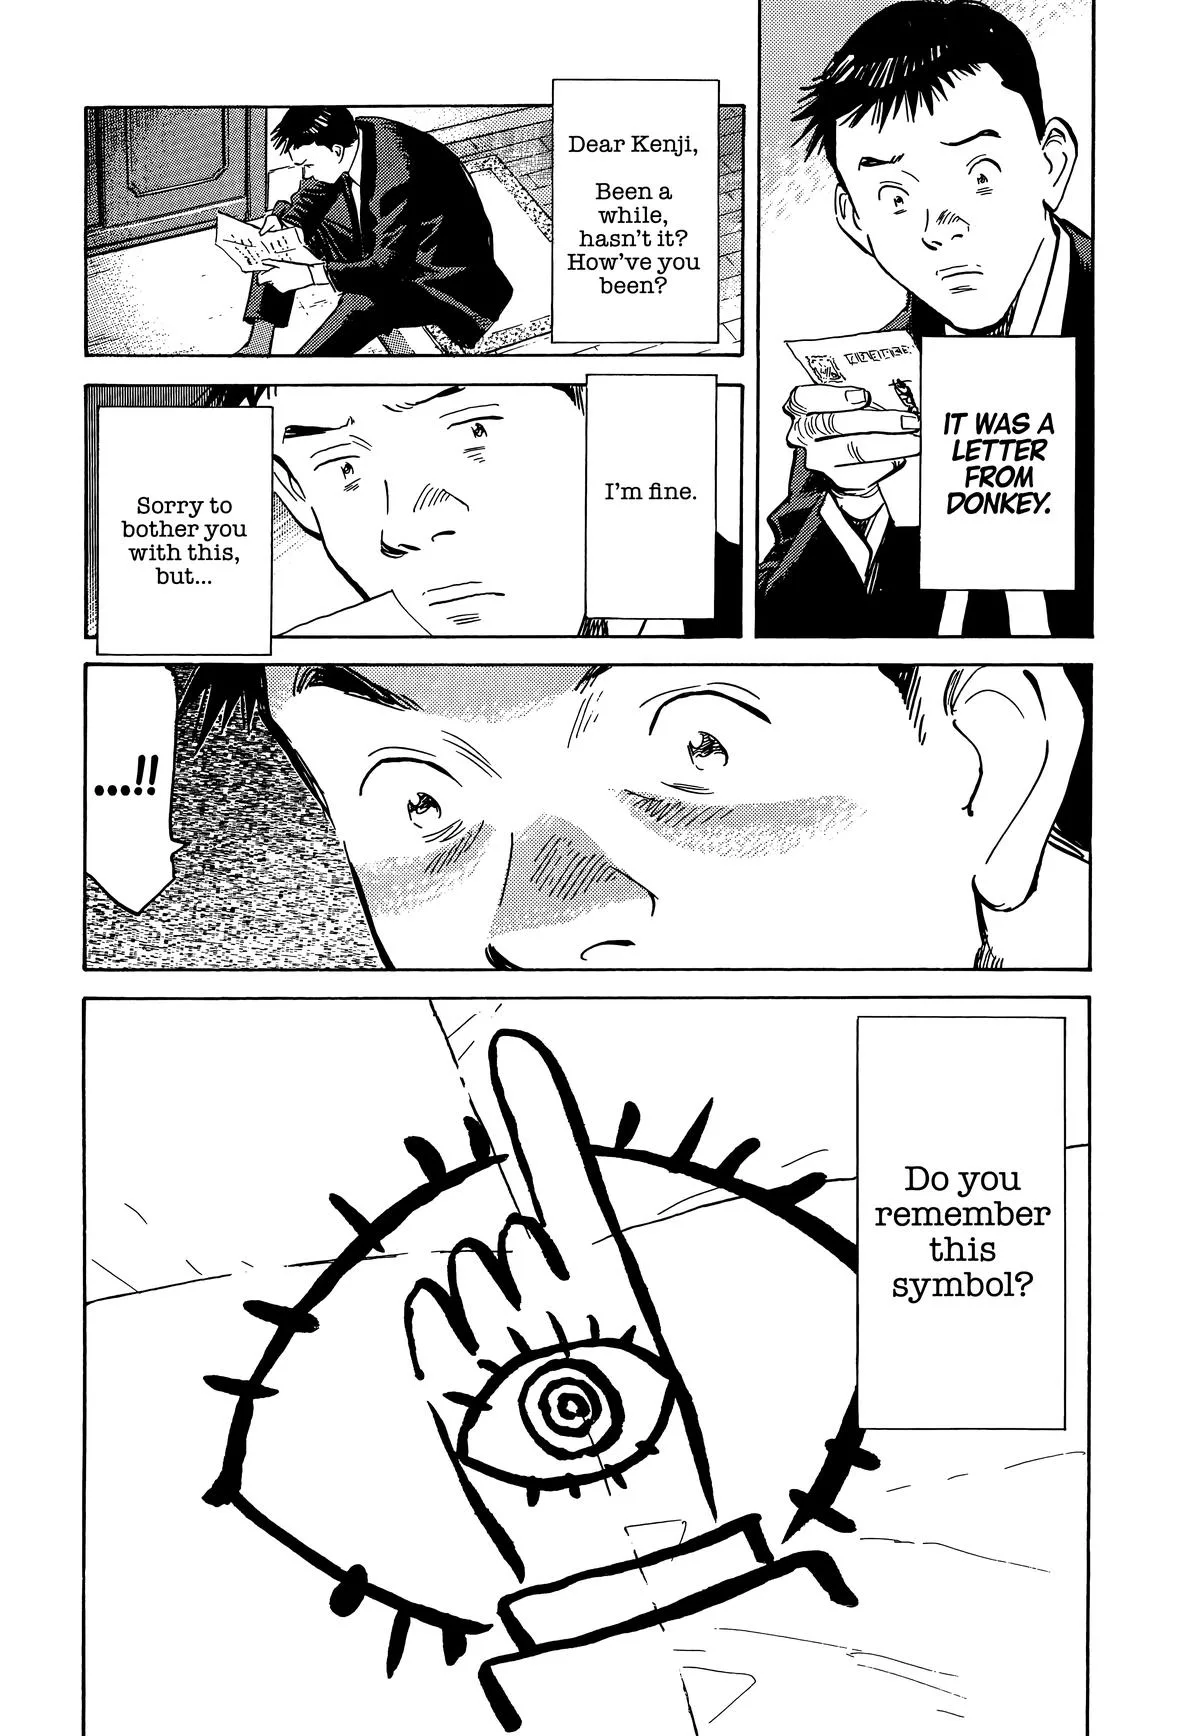 IT WAS A
LETTER
FROM
DONKEY.
Dear Kenji,
Been a
while,
hasn't it?
How've you
been?
I'm fine.
Sorry to
bother you
with this,
but...
...!!
Do you
remember
this
symbol?